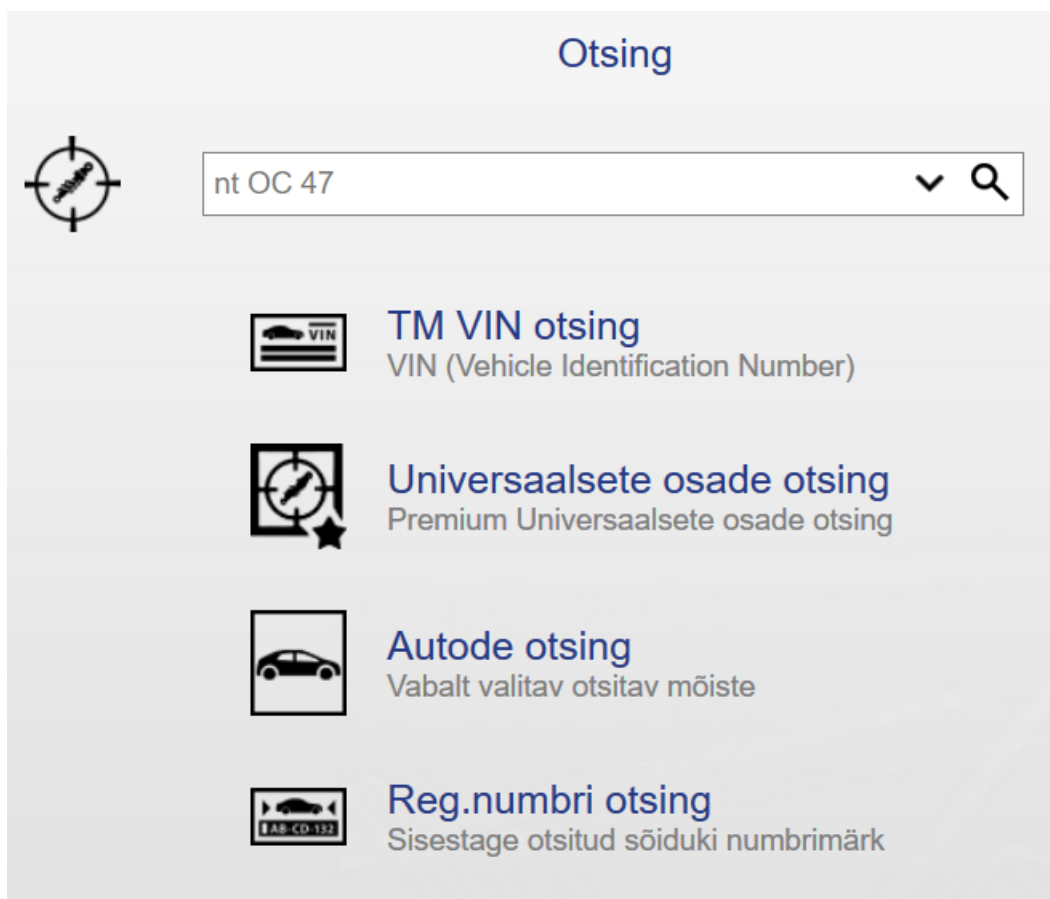 Otsing
nt OC 47
VIN
TM VIN otsing
VIN (Vehicle Identification Number)
Universaalsete osade otsing
Premium Universaalsete osade otsing
Autode otsing
Vabalt valitav otsitav mõiste
AB-CD-132
Reg.numbri otsing
Sisestage otsitud sõiduki numbrimärk